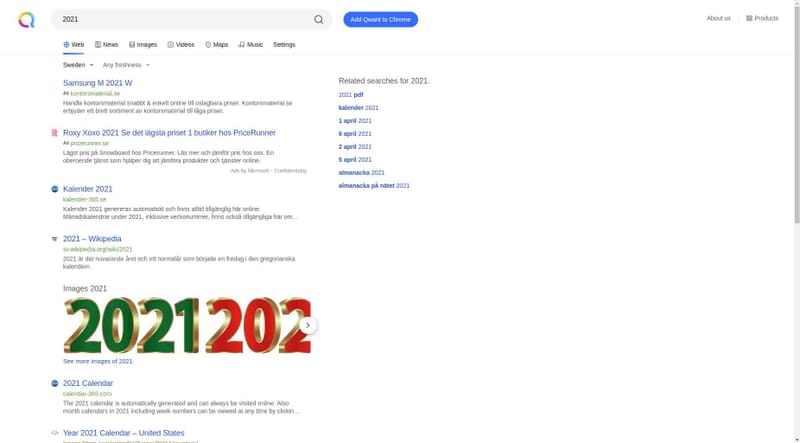 2021
Add Qwant to Chrome
About us
Products
Web
News
Images
Videos
Maps
Music
Settings
Sweden
Any freshness
Samsung M 2021 W
Ad kontorsmaterial.se
Handla kontorsmaterial snabbt & enkelt online till oslagbara priser. Kontorsmaterial.se
erbjuder ett brett sortiment av kontorsmaterial till låga priser.
Roxy Xoxo 2021 Se det lägsta priset 1 butiker hos PriceRunner
Ad pricerunner.se
Lägst pris på Snowboard hos Pricerunner. Läs mer och jämför pris hos oss. En
oberoende tjänst som hjälper dig att jämföra produkter och tjänster online.
Ads by Microsoft - Confidentiality
Kalender 2021
kalender-365.se
Kalender 2021 genereras automatiskt och finns alltid tillgänglig här online.
Månadskalendrar under 2021, inklusive veckonummer, finns också tillgängliga här om…
2021 – Wikipedia
sv.wikipedia.org/wiki/2021
2021 är det nuvarande året och ett normalår som började en fredag i den gregorianska
kalendern.
Images 2021
2021 202
See more images of 2021.
2021 Calendar
calendar-365.com
The 2021 calendar is automatically generated and can always be visited online. Also
month calendars in 2021 including week numbers can be viewed at any time by clickin…
Year 2021 Calendar – United States
Related searches for 2021.
2021 pdf
kalender 2021
1 april 2021
6 april 2021
2 april 2021
5 april 2021
almanacka 2021
almanacka på nätet 2021